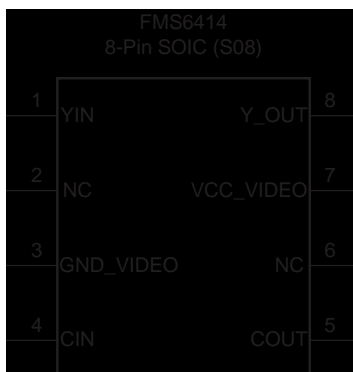 FMS6414
8-Pin SOIC (S08)
1 YIN Y_OUT 8
2 NC VCC_VIDEO 7
3 GND_VIDEO NC 6
4 CIN COUT 5